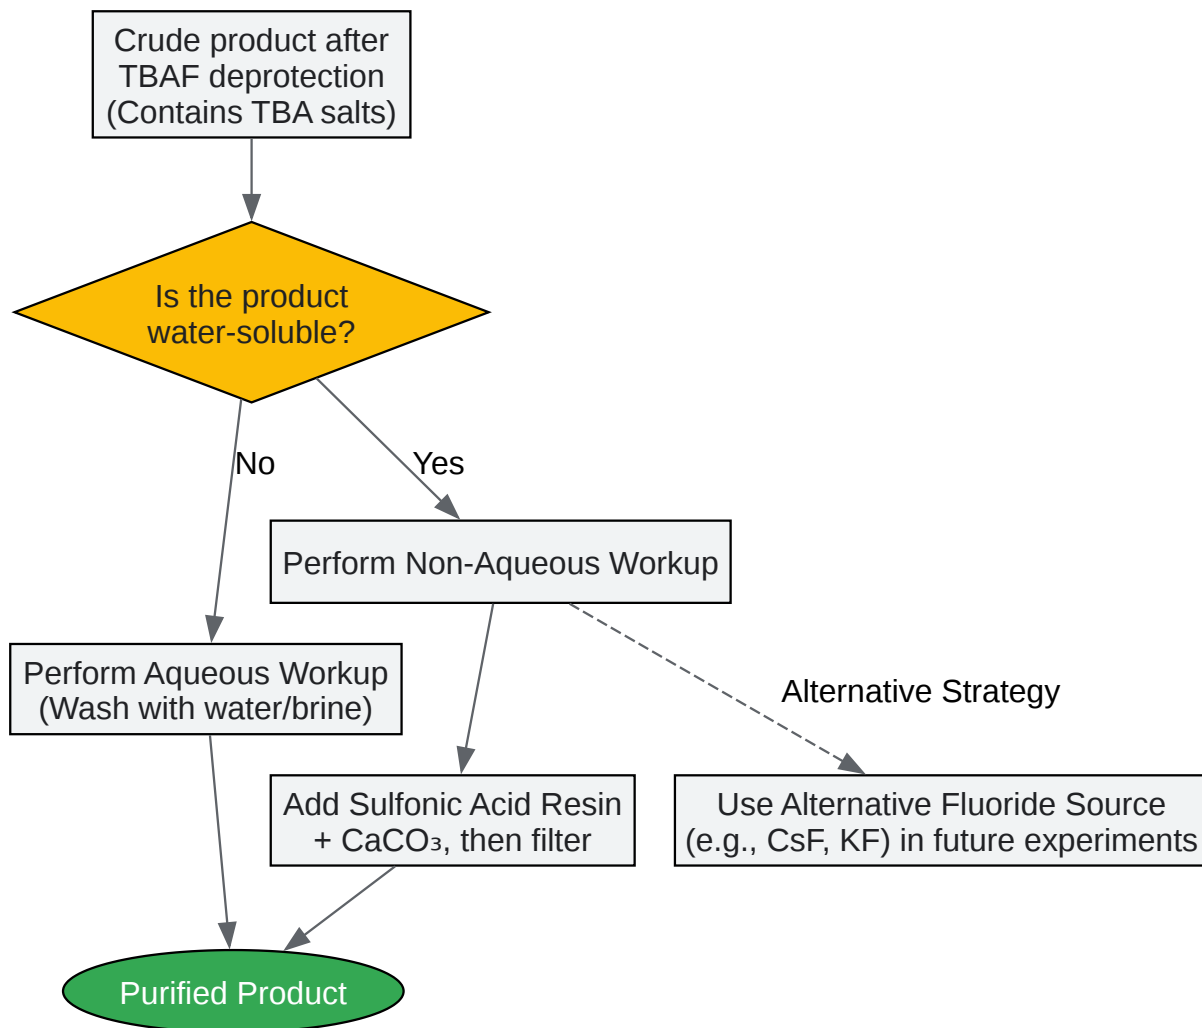 Crude product after
TBAF deprotection
(Contains TBA salts)
Is the product
water-soluble?
No
Yes
Perform Non-Aqueous Workup
Perform Aqueous Workup
(Wash with water/brine)
Alternative Strategy
Add Sulfonic Acid Resin
+ CaCO₃, then filter
Use Alternative Fluoride Source
(e.g., CsF, KF) in future experiments
Purified Product